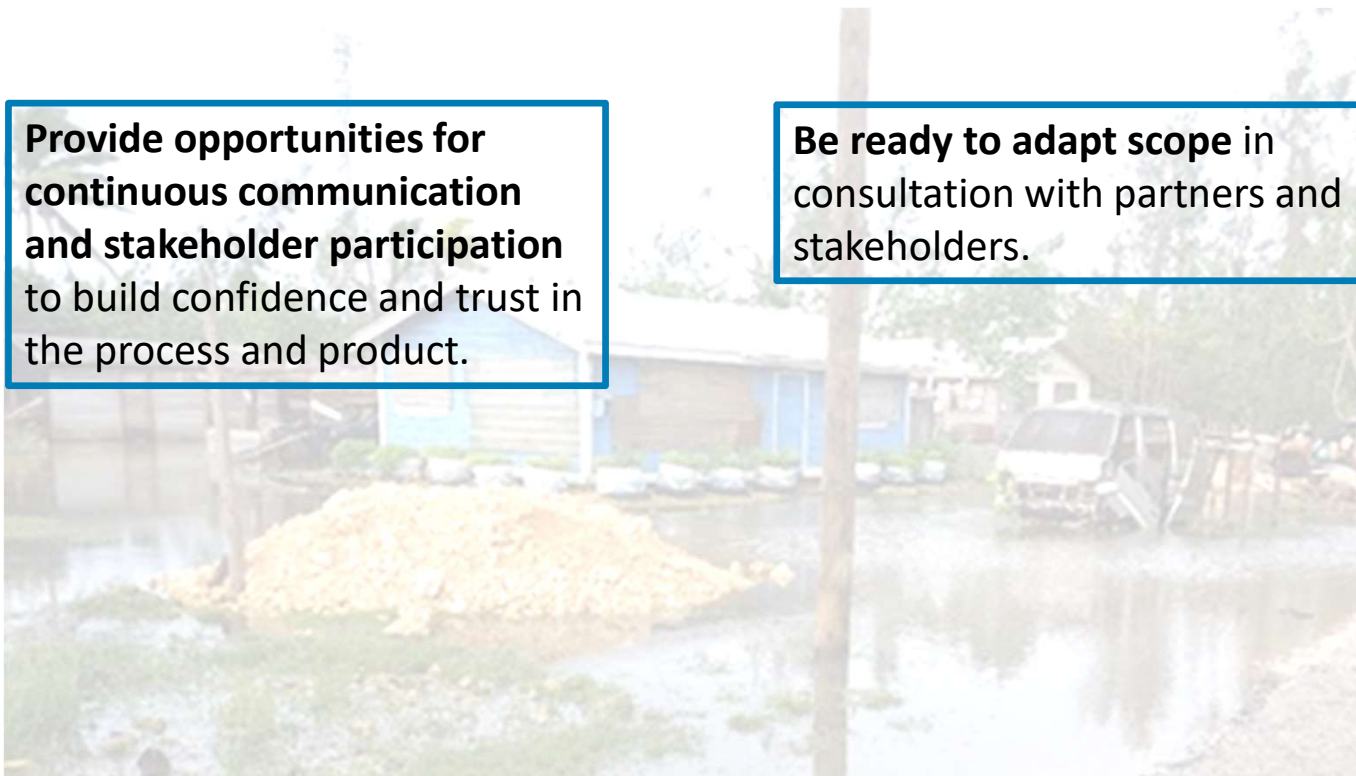 Provide opportunities for
continuous communication
and stakeholder participation
to build confidence and trust in
the process and product.
Be ready to adapt scope in
consultation with partners and
stakeholders.